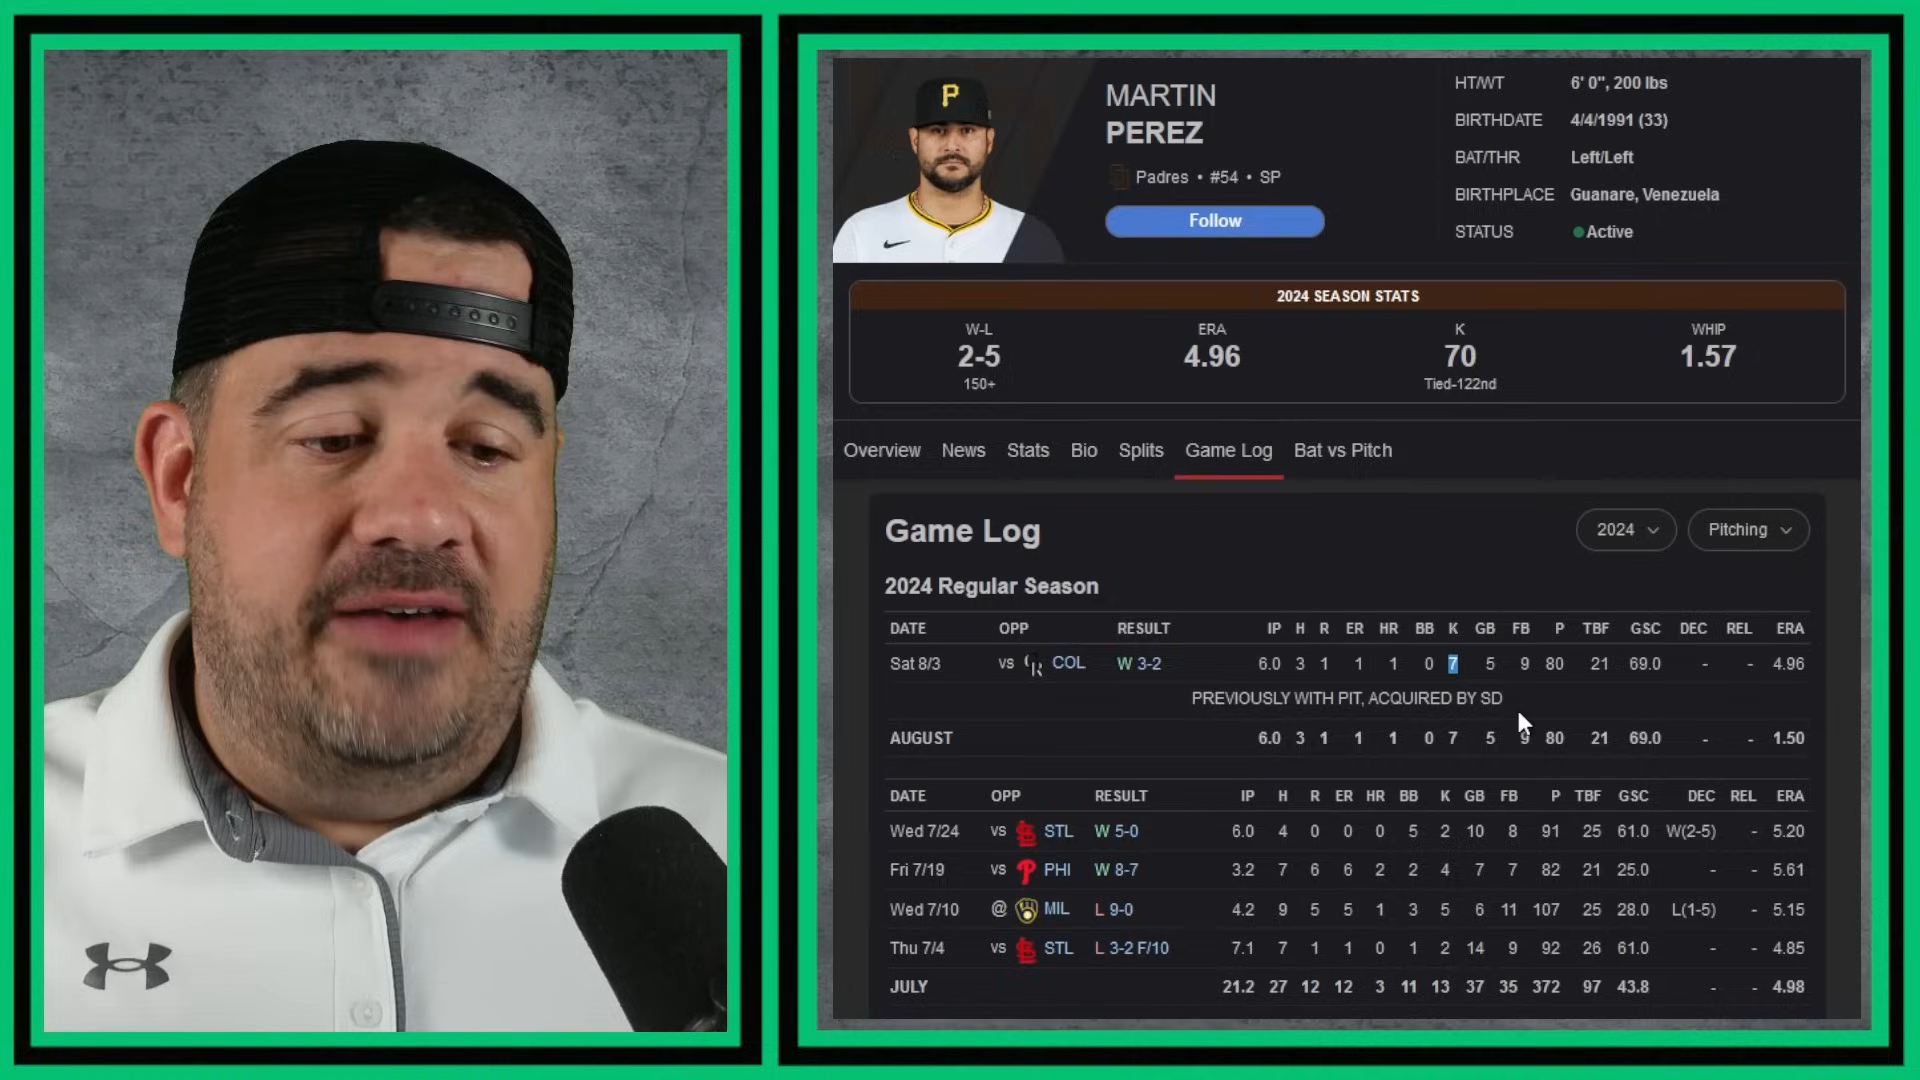 P
MARTIN
PEREZ
Padres • #54 • SP
Follow
HT/WT 6' 0", 200 lbs
BIRTHDATE 4/4/1991 (33)
BAT/THR Left/Left
BIRTHPLACE Guanare, Venezuela
STATUS Active
2024 SEASON STATS
W-L ERA K WHIP
2-5 4.96 70 1.57
150+ Tied-122nd
Overview News Stats Bio Splits Game Log Bat vs Pitch
Game Log 2024 Pitching
2024 Regular Season
DATE OPP RESULT IP H R ER HR BB K GB FB P TBF GSC DEC REL ERA
Sat 8/3 vs COL W 3-2 6.0 3 1 1 1 0 7 5 9 80 21 69.0 - - 4.96
PREVIOUSLY WITH PIT, ACQUIRED BY SD
AUGUST 6.0 3 1 1 1 0 7 5 9 80 21 69.0 - - 1.50
DATE OPP RESULT IP H R ER HR BB K GB FB P TBF GSC DEC REL ERA
Wed 7/24 vs STL W 5-0 6.0 4 0 0 0 5 2 10 8 91 25 61.0 W(2-5) - 5.20
Fri 7/19 vs PHI W 8-7 3.2 7 6 6 2 2 4 7 7 82 21 25.0 - - 5.61
Wed 7/10 @ MIL L 9-0 4.2 9 5 5 1 3 5 6 11 107 25 28.0 L(1-5) - 5.15
Thu 7/4 vs STL L 3-2 F/10 7.1 7 1 1 0 1 2 14 9 92 26 61.0 - - 4.85
JULY 21.2 27 12 12 3 11 13 37 35 372 97 43.8 - - 4.98